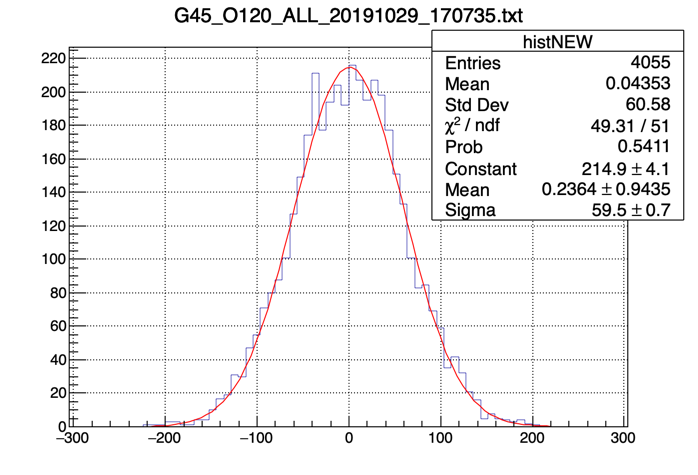 G45_O120_ALL_20191029_170735.txt
histNEW
Entries 4055
Mean 0.04353
Std Dev 60.58
χ² / ndf 49.31 / 51
Prob 0.5411
Constant 214.9 ± 4.1
Mean 0.2364 ± 0.9435
Sigma 59.5 ± 0.7
220
200
180
160
140
120
100
80
60
40
20
0
−300 −200 −100 0 100 200 300